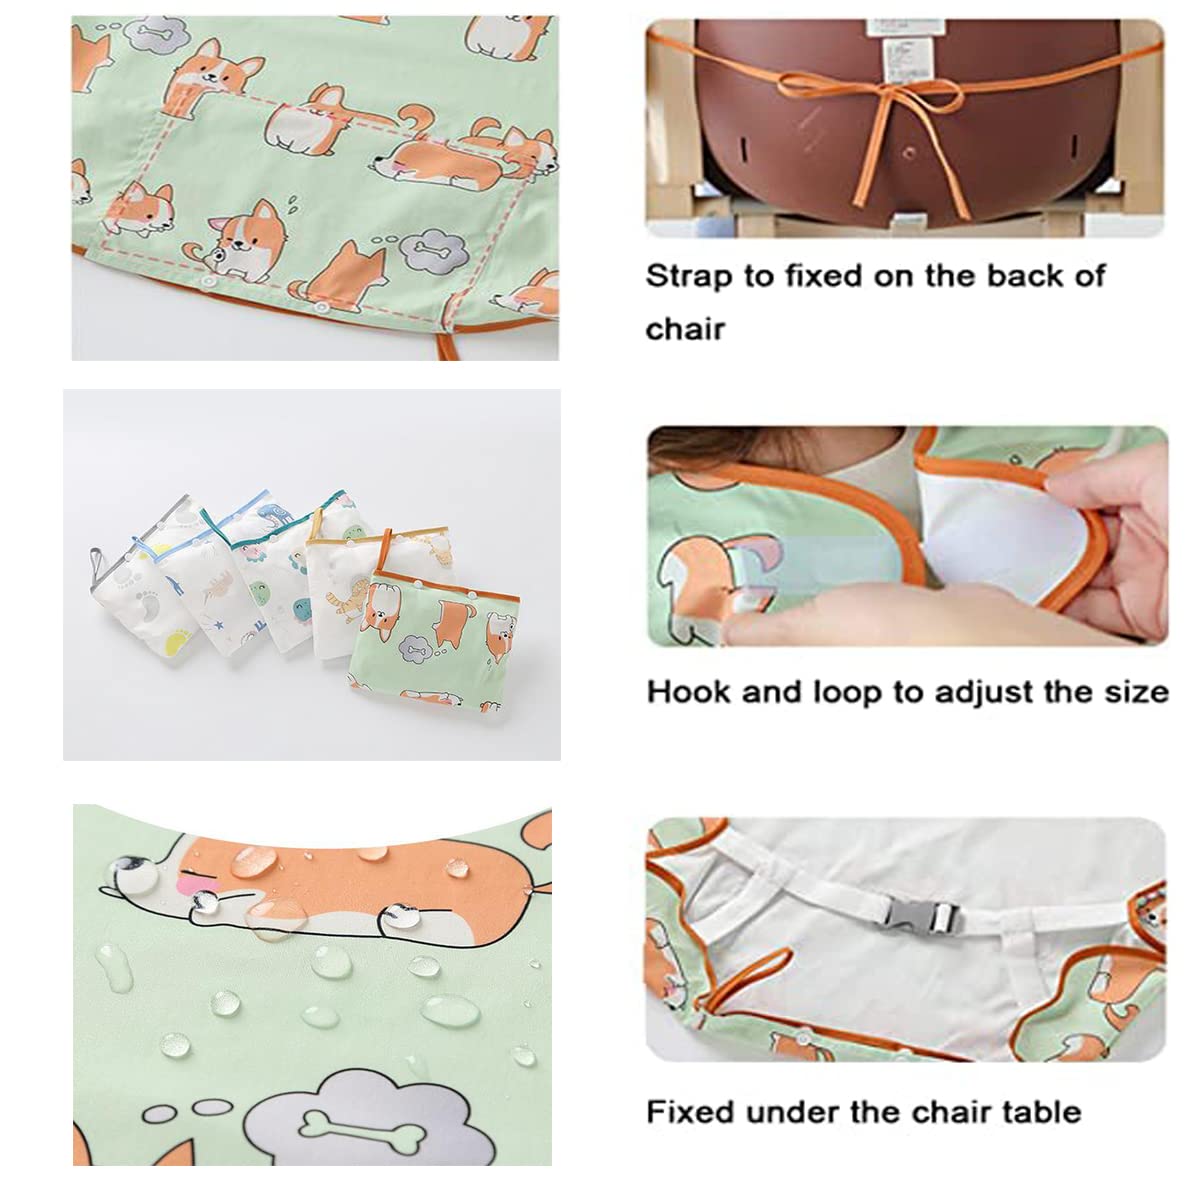 Strap to fixed on the back of
chair
Hook and loop to adjust the size
Fixed under the chair table